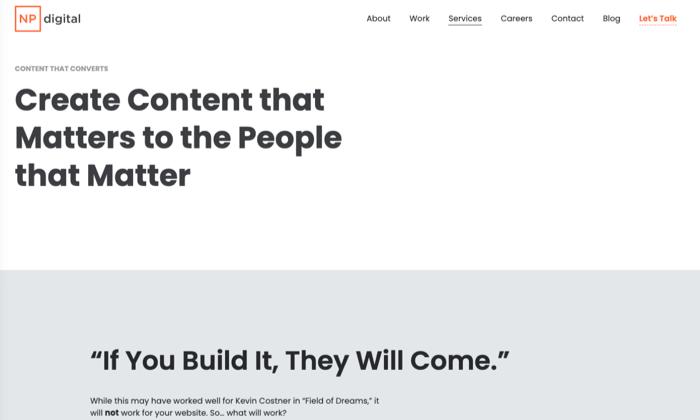 NP digital
About Work Services Careers Contact Blog Let's Talk
CONTENT THAT CONVERTS
Create Content that
Matters to the People
that Matter
“If You Build It, They Will Come.”
While this may have worked well for Kevin Costner in “Field of Dreams,” it
will not work for your website. So... what will work?